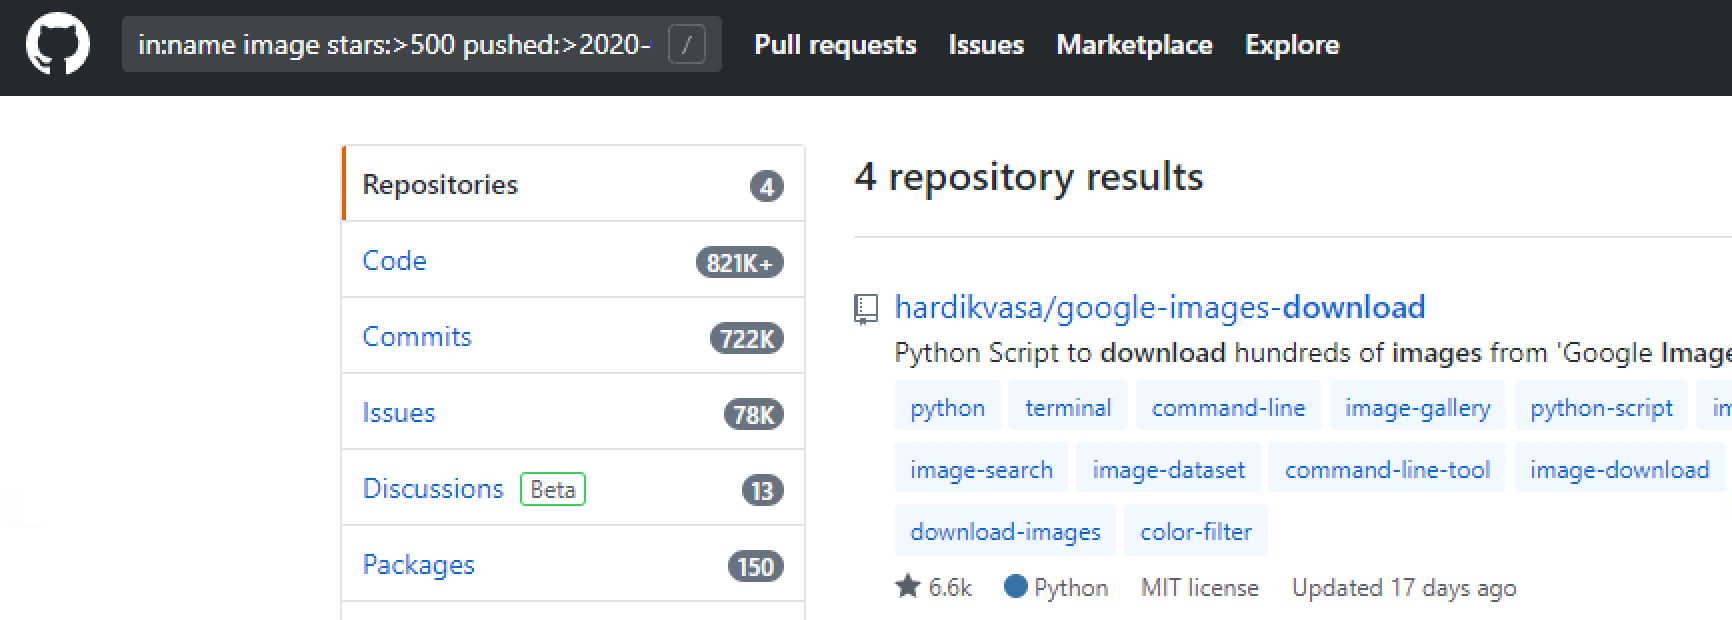 in:name image stars:>500 pushed:>2020- / Pull requests Issues Marketplace Explore
Repositories 4
Code 821K+
Commits 722K
Issues 78K
Discussions Beta 13
Packages 150
4 repository results
hardikvasa/google-images-download
Python Script to download hundreds of images from 'Google Image
python terminal command-line image-gallery python-script
image-search image-dataset command-line-tool image-download
download-images color-filter
6.6k Python MIT license Updated 17 days ago